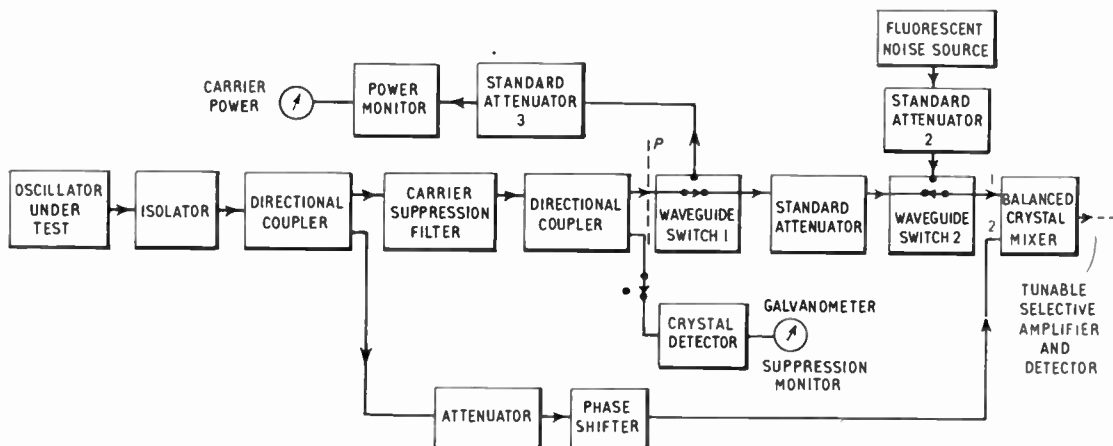 FLUORESCENT
NOISE SOURCE
CARRIER
POWER
POWER
MONITOR
STANDARD
ATTENUATOR
3
STANDARD
ATTENUATOR
2
P
OSCILLATOR
UNDER
TEST
ISOLATOR
DIRECTIONAL
COUPLER
CARRIER
SUPPRESSION
FILTER
DIRECTIONAL
COUPLER
WAVEGUIDE
SWITCH 1
STANDARD
ATTENUATOR
WAVEGUIDE
SWITCH 2
1
2
BALANCED
CRYSTAL
MIXER
TUNABLE
SELECTIVE
AMPLIFIER
AND
DETECTOR
CRYSTAL
DETECTOR
GALVANOMETER
SUPPRESSION
MONITOR
ATTENUATOR
PHASE
SHIFTER